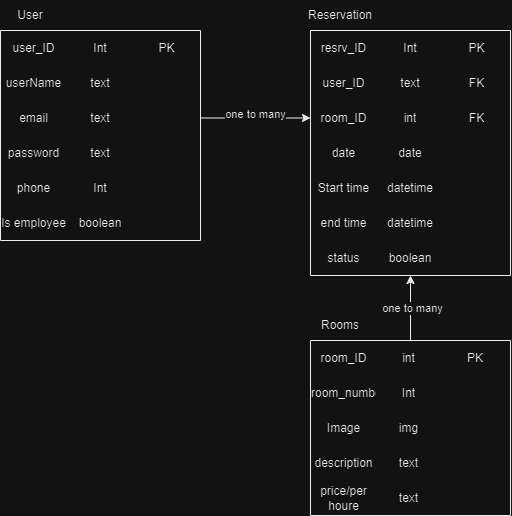 User
user_ID Int PK
userName text
email text
password text
phone Int
Is employee boolean
one to many
Reservation
resrv_ID Int PK
user_ID text FK
room_ID int FK
date date
Start time datetime
end time datetime
status boolean
one to many
Rooms
room_ID int PK
room_numb Int
Image img
description text
price/per
houre text